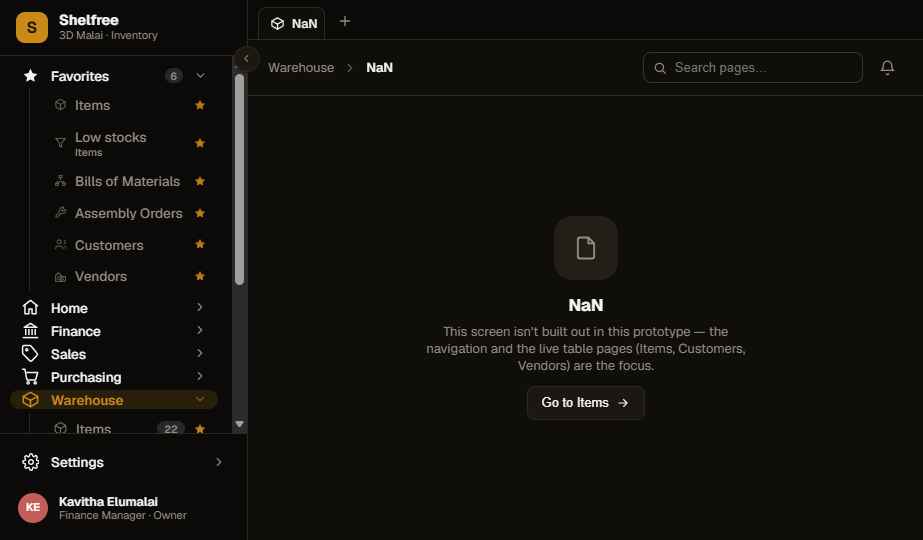 S
Shelfree
3D Malai · Inventory
Favorites 6
Items
Low stocks
Items
Bills of Materials
Assembly Orders
Customers
Vendors
Home
Finance
Sales
Purchasing
Warehouse
Items 22
Settings
KE
Kavitha Elumalai
Finance Manager · Owner
NaN
Warehouse NaN
Search pages...
NaN
This screen isn't built out in this prototype — the
navigation and the live table pages (Items, Customers,
Vendors) are the focus.
Go to Items →